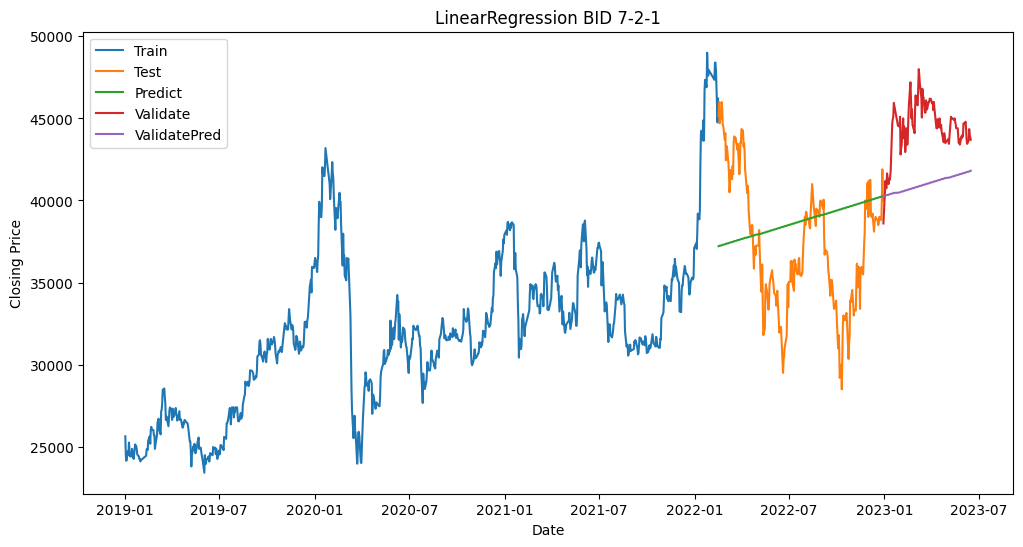 LinearRegression BID 7-2-1
Train
Test
Predict
Validate
ValidatePred
Closing Price
50000
45000
40000
35000
30000
25000
2019-01 2019-07 2020-01 2020-07 2021-01 2021-07 2022-01 2022-07 2023-01 2023-07
Date